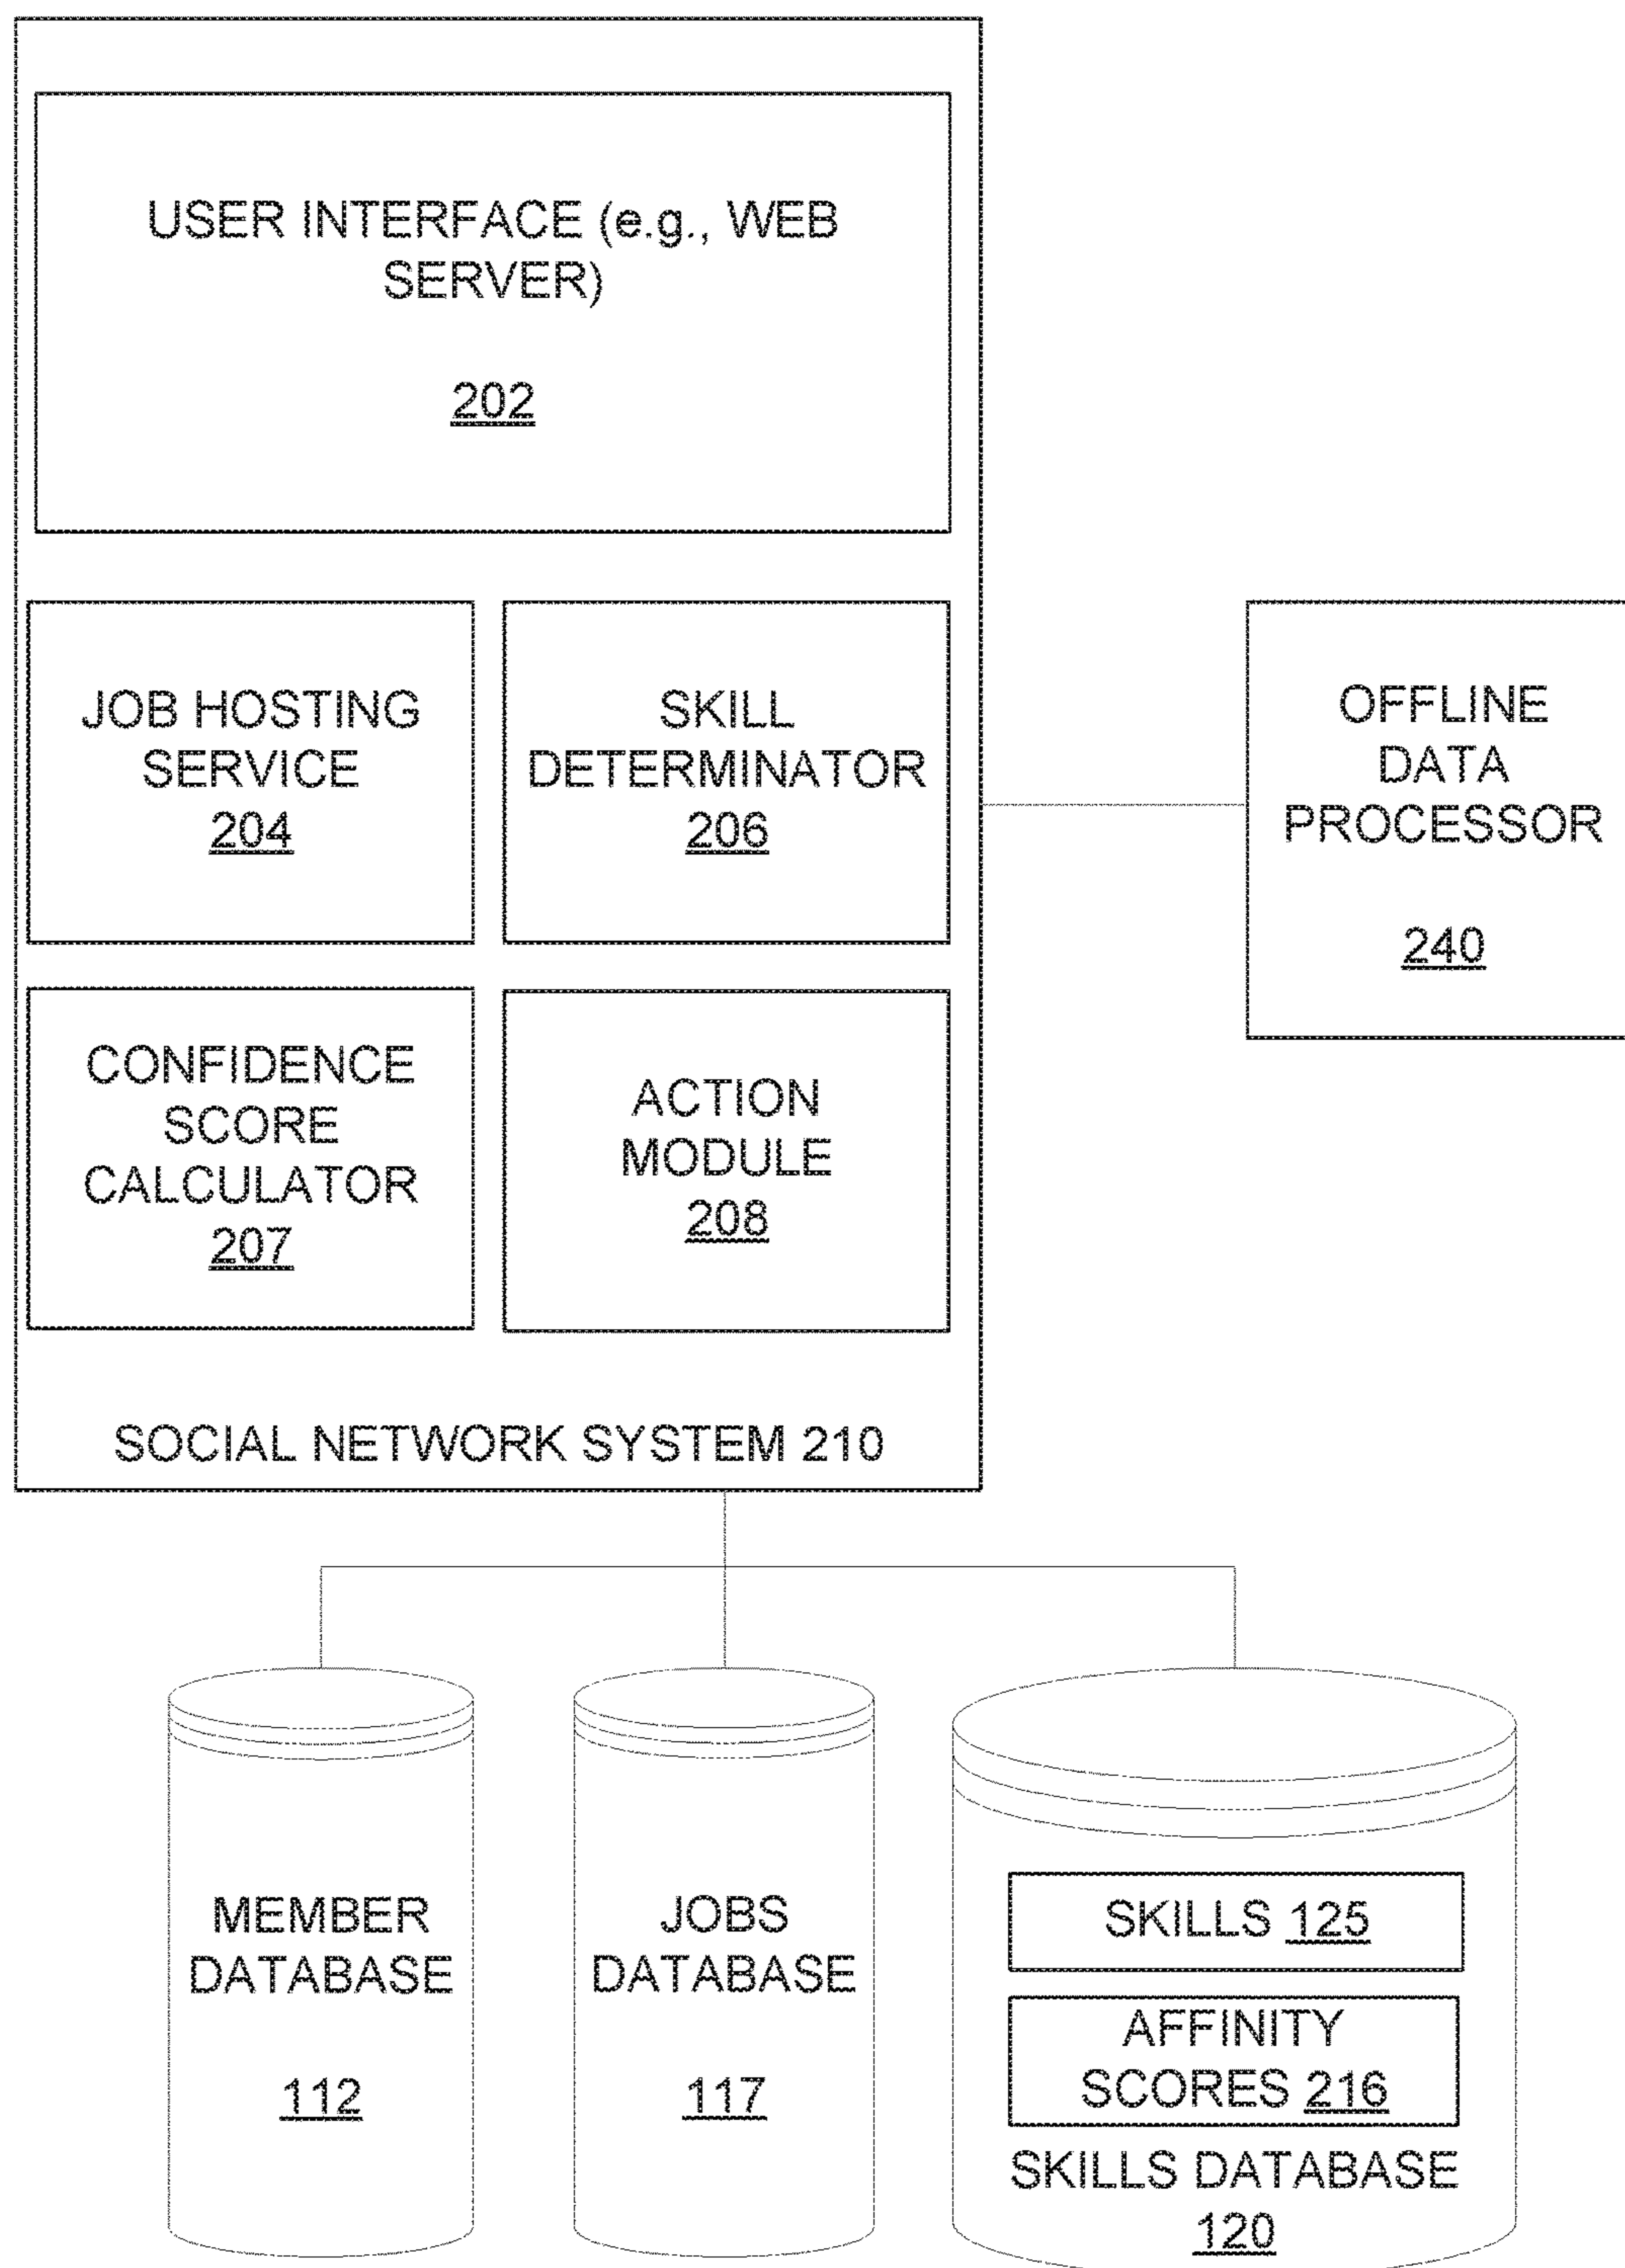 USER INTERFACE (e.g., WEB
SERVER)
202
JOB HOSTING
SERVICE
204
SKILL
DETERMINATOR
206
OFFLINE
DATA
PROCESSOR
240
CONFIDENCE
SCORE
CALCULATOR
207
ACTION
MODULE
208
SOCIAL NETWORK SYSTEM 210
MEMBER
DATABASE
112
JOBS
DATABASE
117
SKILLS 125
AFFINITY
SCORES 216
SKILLS DATABASE
120